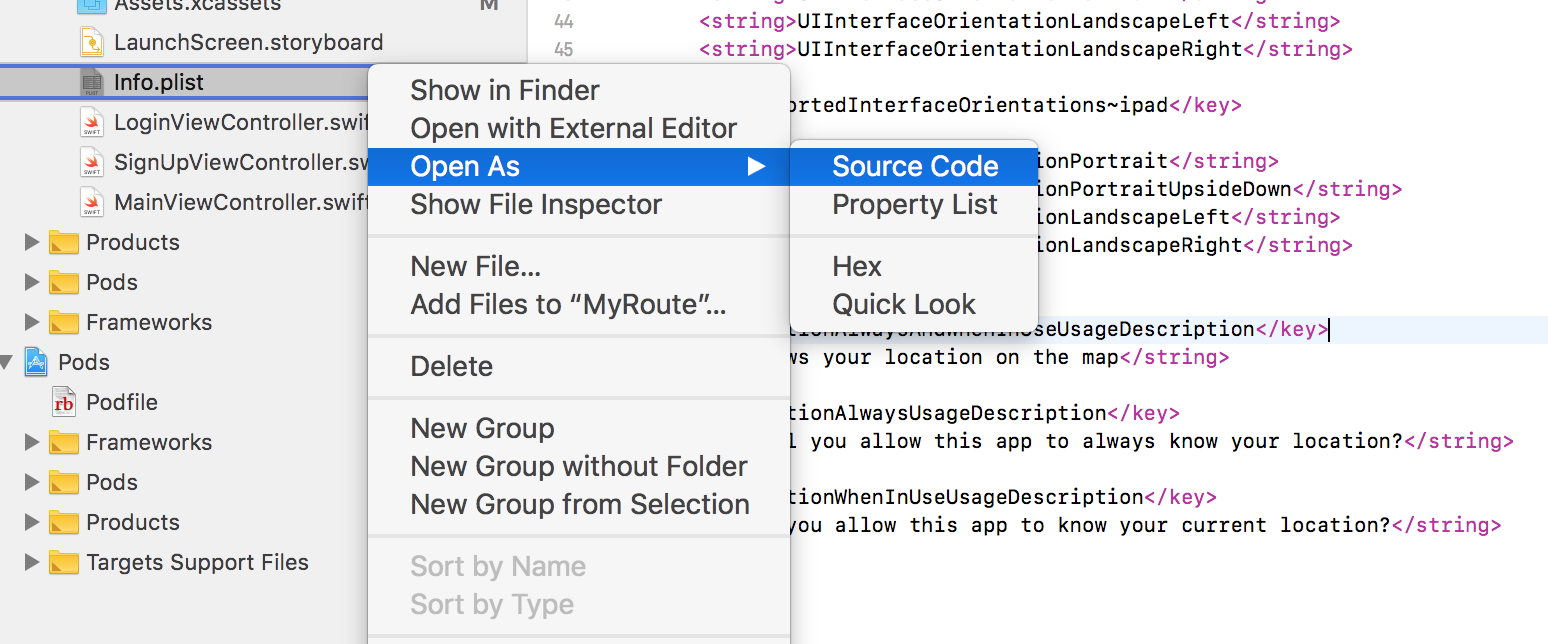 Assets.xcassets
M
LaunchScreen.storyboard
Info.plist
LoginViewController.swif
SignUpViewController.sw
MainViewController.swift
Products
Pods
Frameworks
Pods
Podfile
Frameworks
Pods
Products
Targets Support Files
Show in Finder
Open with External Editor
Open As
Show File Inspector
New File...
Add Files to “MyRoute”...
Delete
New Group
New Group without Folder
New Group from Selection
Sort by Name
Sort by Type
Source Code
Property List
Hex
Quick Look
44 <string>UIInterfaceOrientationLandscapeLeft</string>
45 <string>UIInterfaceOrientationLandscapeRight</string>
ortedInterfaceOrientations~ipad</key>
ionPortrait</string>
ionPortraitUpsideDown</string>
ionLandscapeLeft</string>
ionLandscapeRight</string>
tionAlwaysAndWhenInUseUsageDescription</key>
ws your location on the map</string>
tionAlwaysUsageDescription</key>
l you allow this app to always know your location?</string>
tionWhenInUseUsageDescription</key>
you allow this app to know your current location?</string>